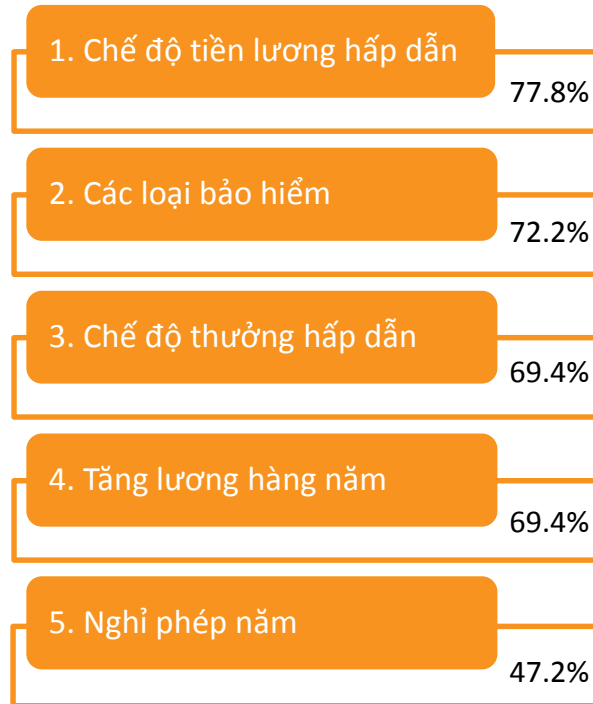 1. Chế độ tiền lương hấp dẫn
77.8%
2. Các loại bảo hiểm
72.2%
3. Chế độ thưởng hấp dẫn
69.4%
4. Tăng lương hàng năm
69.4%
5. Nghỉ phép năm
47.2%